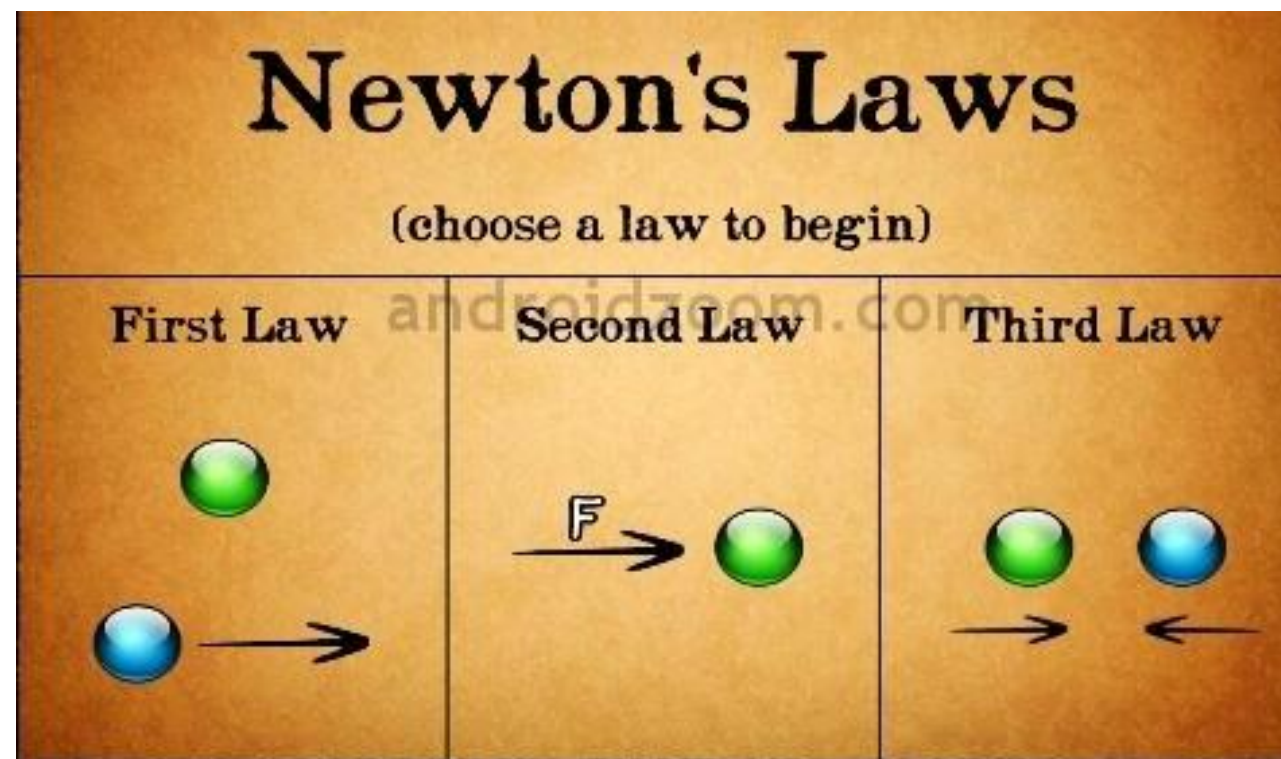 Newton's Laws
(choose a law to begin)
androidzoom.com
First Law
Second Law
Third Law
F